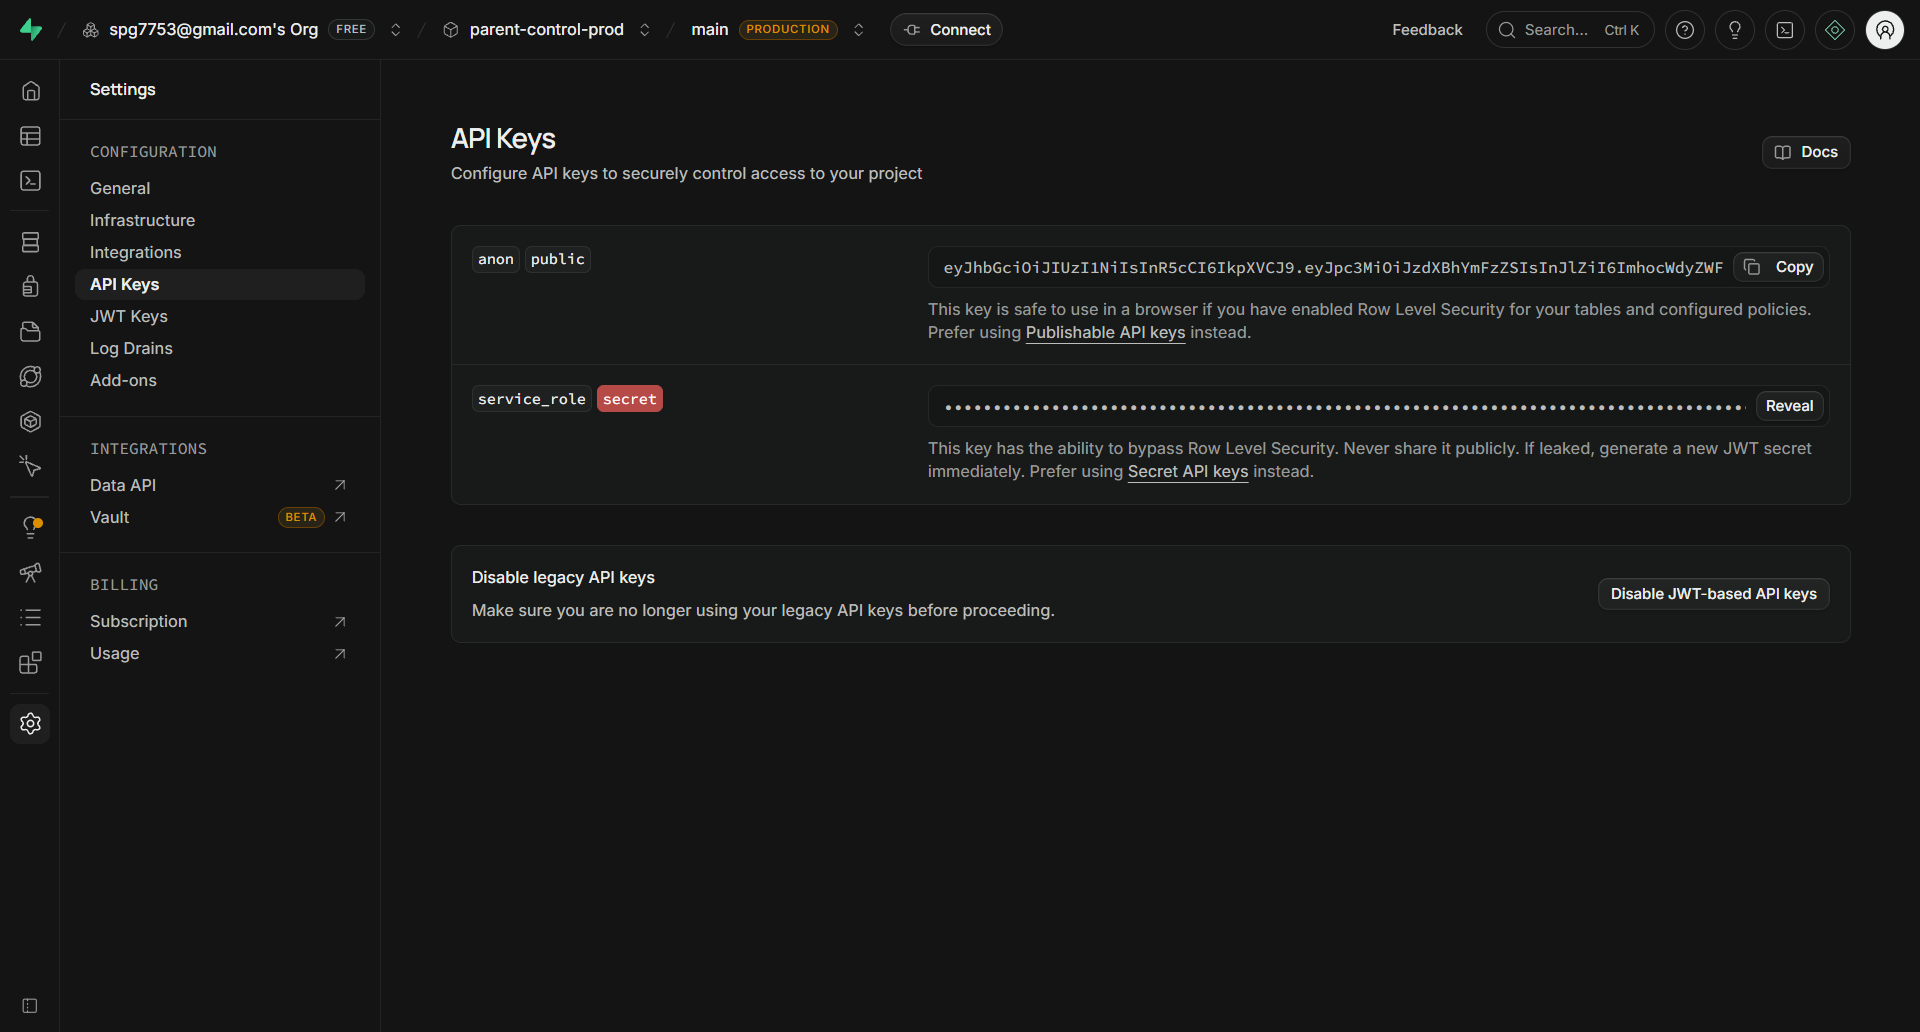 spg7753@gmail.com's Org FREE parent-control-prod main PRODUCTION Connect Feedback Search... Ctrl K
Settings
CONFIGURATION
General
Infrastructure
Integrations
API Keys
JWT Keys
Log Drains
Add-ons
INTEGRATIONS
Data API
Vault BETA
BILLING
Subscription
Usage
API Keys
Configure API keys to securely control access to your project
Docs
anon public
eyJhbGciOiJIUzI1NiIsInR5cCI6IkpXVCJ9.eyJpc3MiOiJzdXBhYmFzZSIsInJlZiI6ImhocWdyZWF Copy
This key is safe to use in a browser if you have enabled Row Level Security for your tables and configured policies.
Prefer using Publishable API keys instead.
service_role secret
Reveal
This key has the ability to bypass Row Level Security. Never share it publicly. If leaked, generate a new JWT secret
immediately. Prefer using Secret API keys instead.
Disable legacy API keys
Make sure you are no longer using your legacy API keys before proceeding.
Disable JWT-based API keys